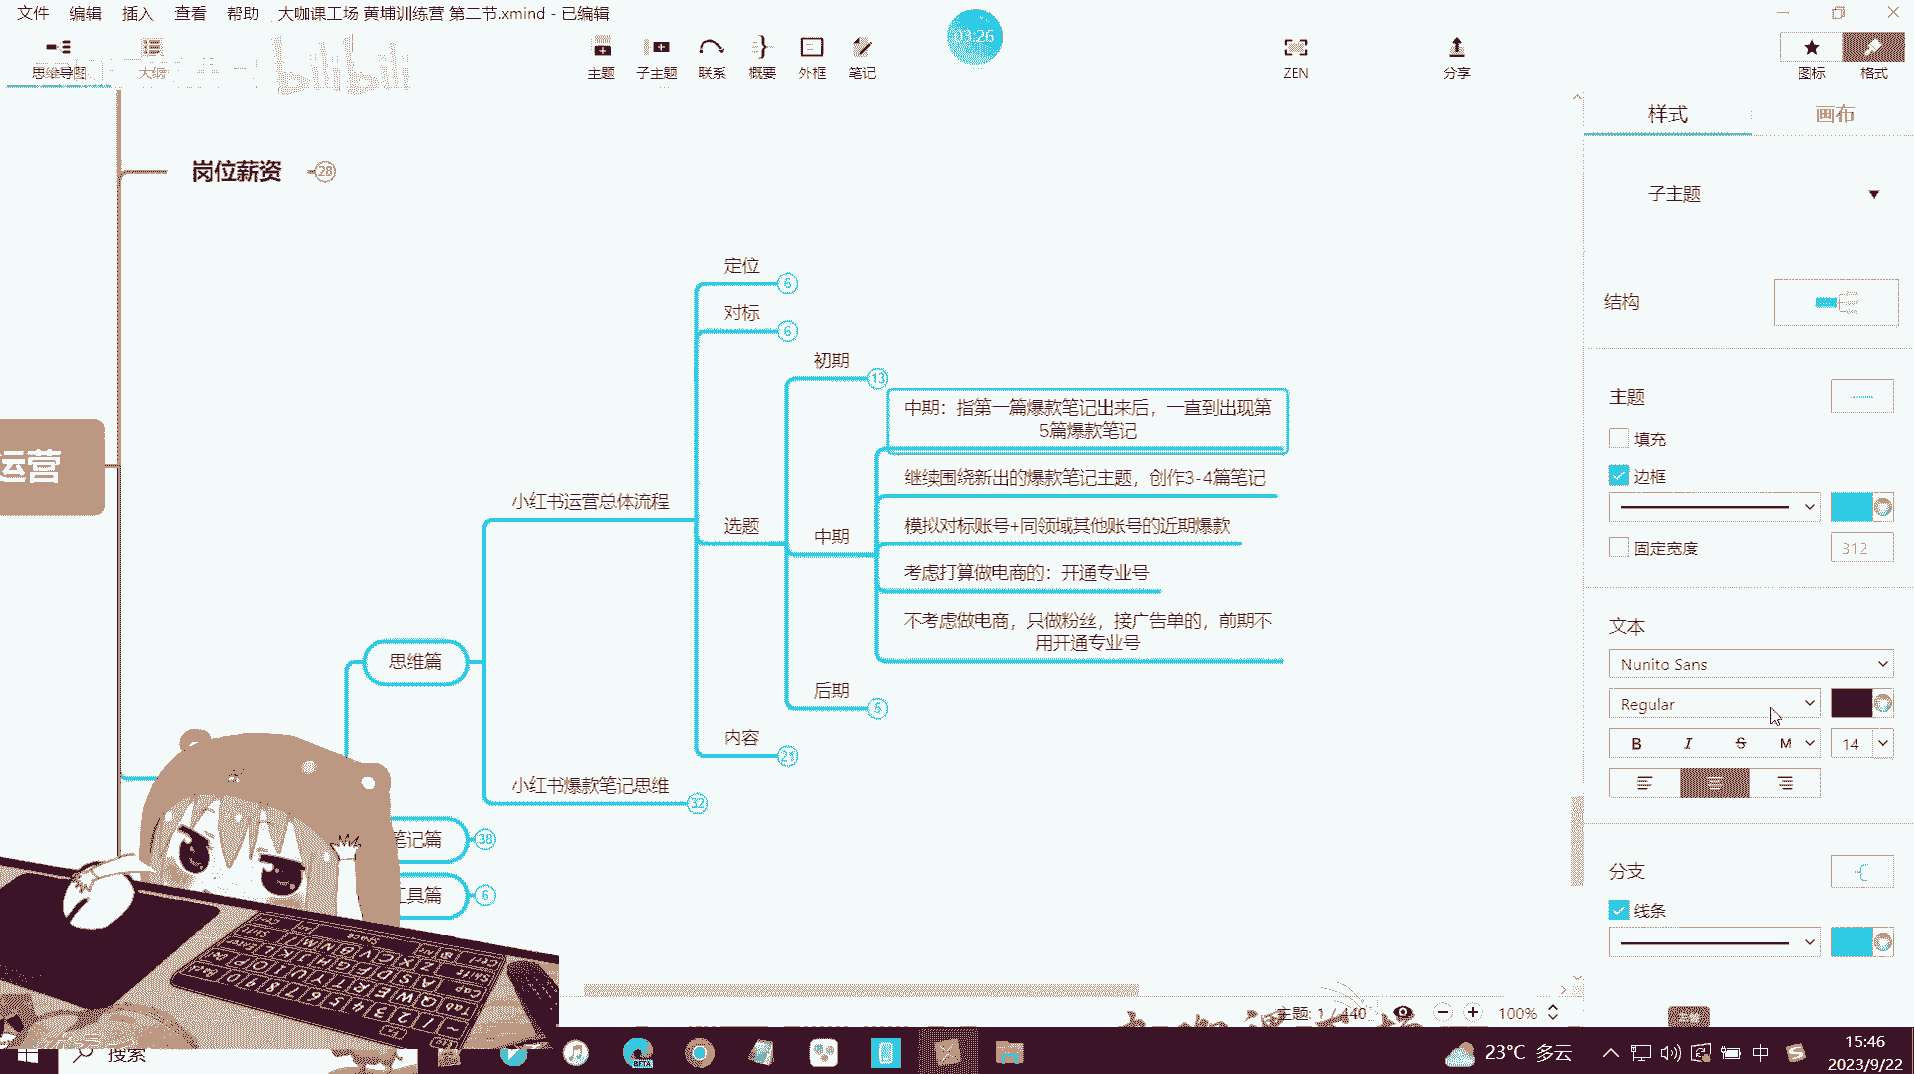 文件 编辑 插入 查看 帮助 大咖课工场 黄埔训练营 第二节.xmind - 已编辑
思维导图
大纲
bilibili
主题
子主题
联系
概要
外框
笔记
03:26
ZEN
分享
图标
格式
样式
画布
岗位薪资
28
子主题
结构
定位
6
对标
6
初期
13
中期：指第一篇爆款笔记出来后，一直到出现第
5篇爆款笔记
继续围绕新出的爆款笔记主题，创作3-4篇笔记
模拟对标账号+同领域其他账号的近期爆款
考虑打算做电商的：开通专业号
不考虑做电商，只做粉丝，接广告单的，前期不
用开通专业号
中期
选题
小红书运营总体流程
运营
思维篇
后期
5
内容
21
小红书爆款笔记思维
32
笔记篇
38
工具篇
6
主题
填充
边框
固定宽度
312
文本
Nunito Sans
Regular
B I S M
14
分支
线条
主题: 1 / 440
100%
搜索
BETA
23°C 多云
中
15:46
2023/9/22